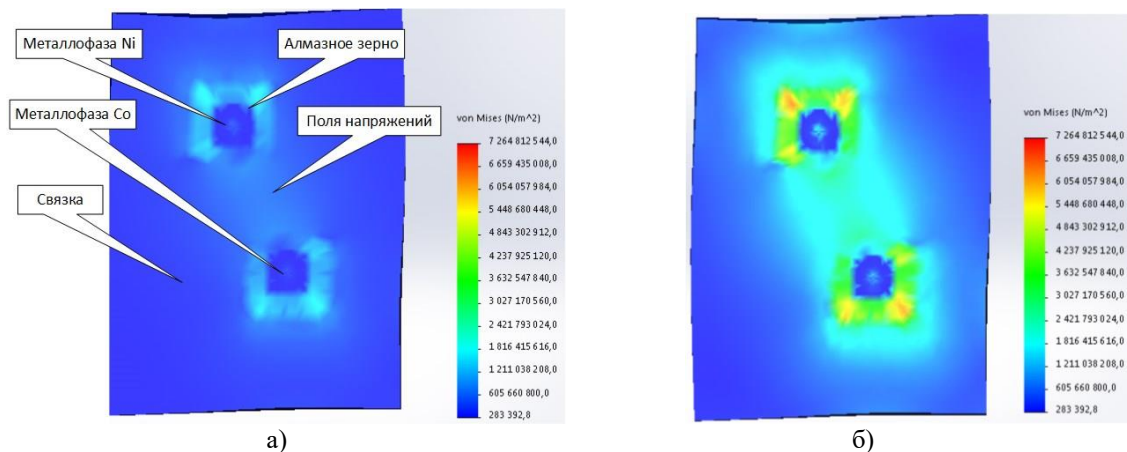 Металлофаза Ni
Алмазное зерно
Металлофаза Co
Поля напряжений
Связка
von Mises (N/m^2)
7 264 812 544,0
6 659 435 008,0
6 054 057 984,0
5 448 680 448,0
4 843 302 912,0
4 237 925 120,0
3 632 547 840,0
3 027 170 560,0
2 421 793 024,0
1 816 415 616,0
1 211 038 208,0
605 660 800,0
283 392,8
а)
von Mises (N/m^2)
7 264 812 544,0
6 659 435 008,0
6 054 057 984,0
5 448 680 448,0
4 843 302 912,0
4 237 925 120,0
3 632 547 840,0
3 027 170 560,0
2 421 793 024,0
1 816 415 616,0
1 211 038 208,0
605 660 800,0
283 392,8
б)